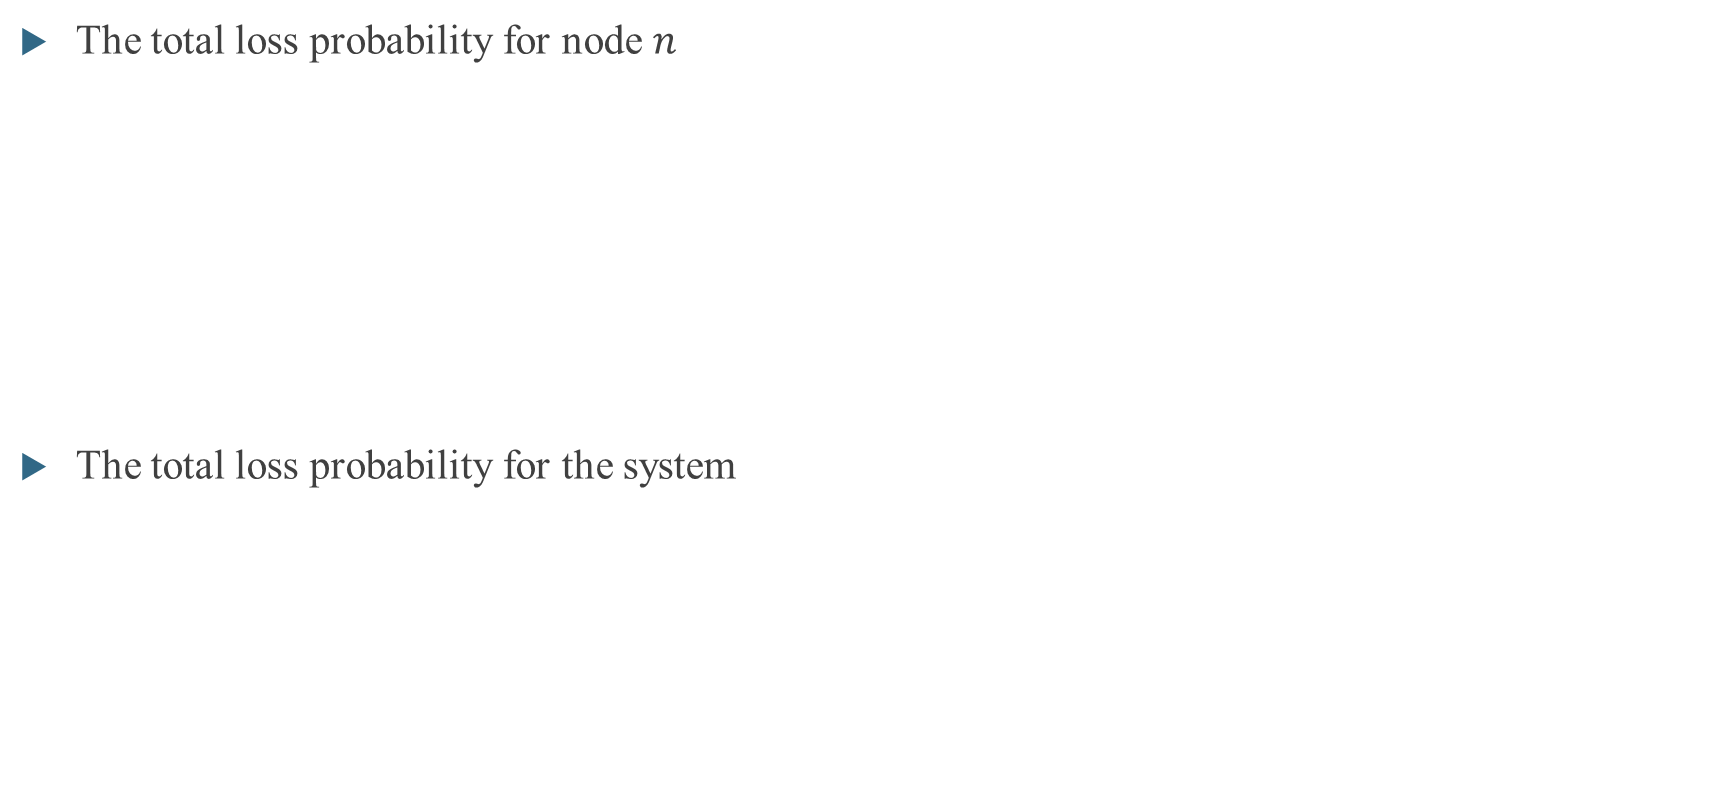 ▶ The total loss probability for node n
▶ The total loss probability for the system